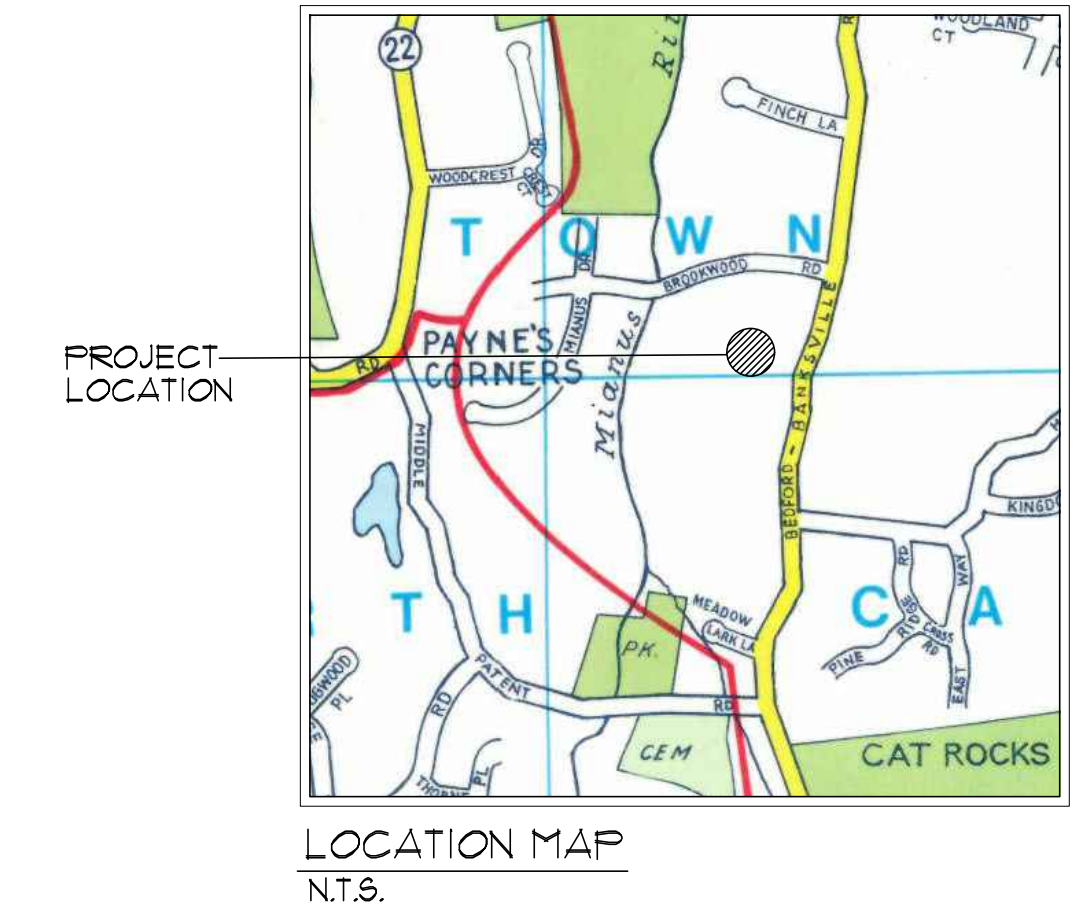 22
Ri
R
WOODLAND
CT
FINCH LA
DR
WOODCREST
CREST
CT
T O W N
DR
BROOKWOOD RD
MIANUS
Mianus
PAYNE'S
CORNERS
PROJECT
LOCATION
RD
BEDFORD - BANKSVILLE
MIDDLE
KINGDO
RD
WAY
T H C A
MEADOW
LARK LA
RIDGE
CROSS
RD
PINE
EAST
PK.
PATENT
RD
PL
RD
CEM
CAT ROCKS
THORNE
PL
LOCATION MAP
N.T.S.